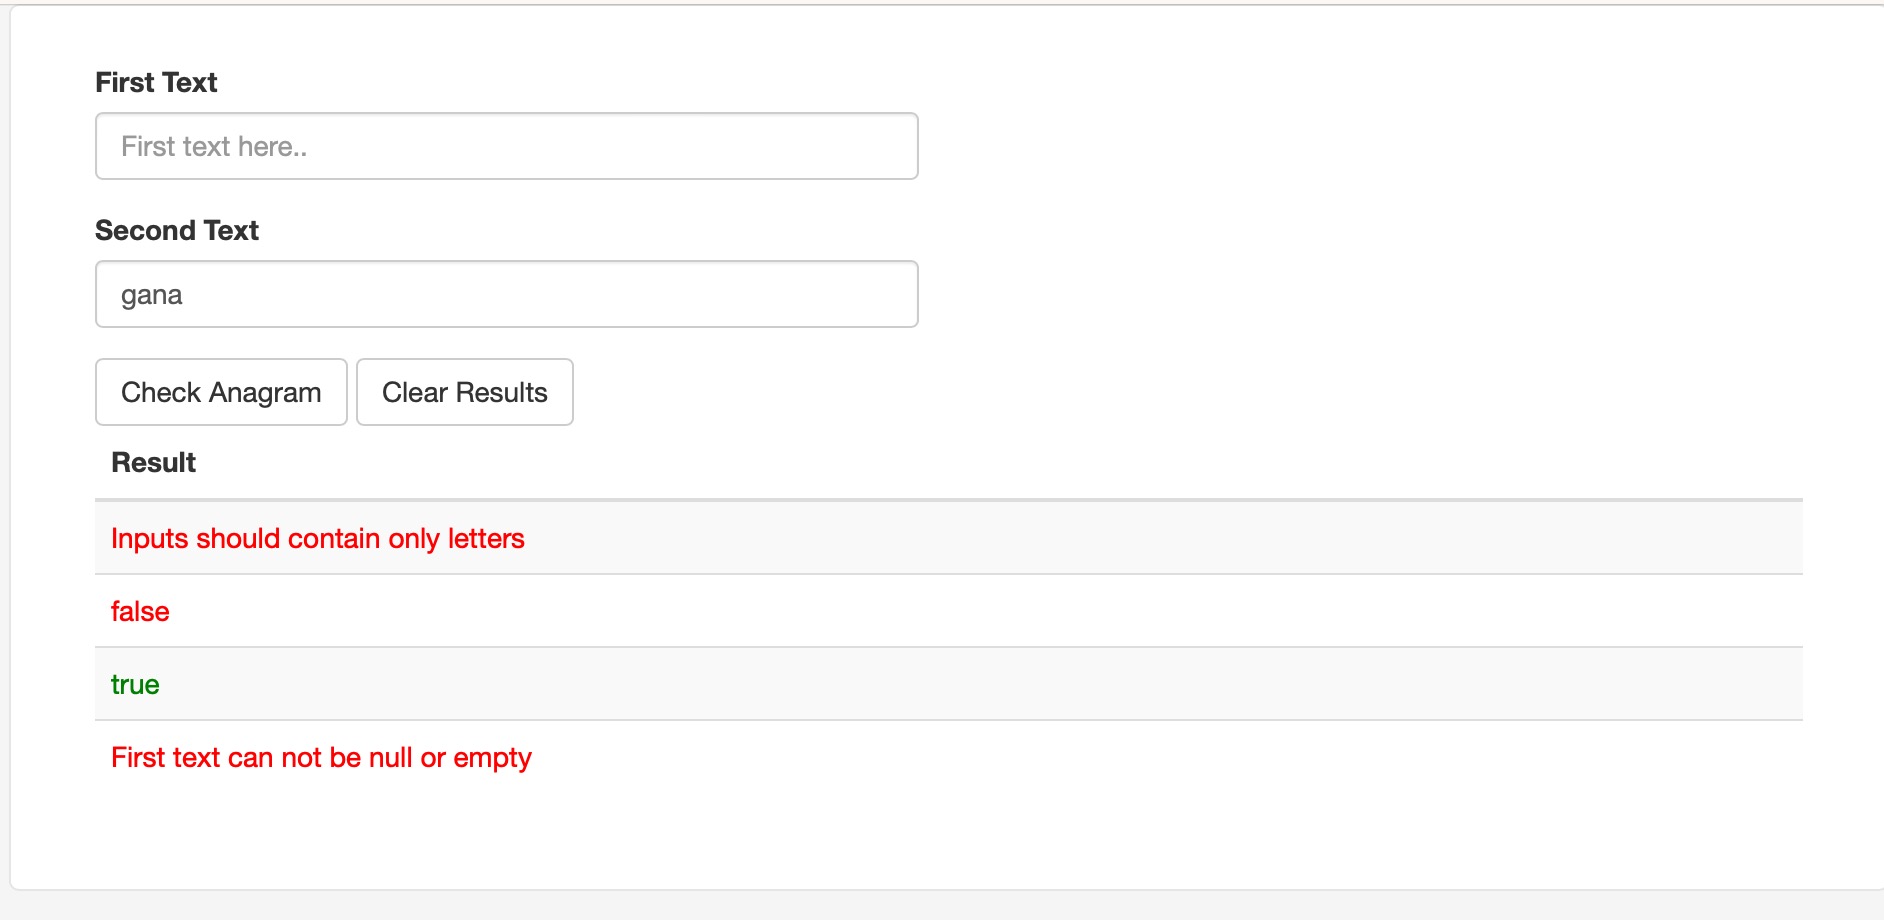 First Text
First text here..
Second Text
gana
Check Anagram Clear Results
Result
Inputs should contain only letters
false
true
First text can not be null or empty